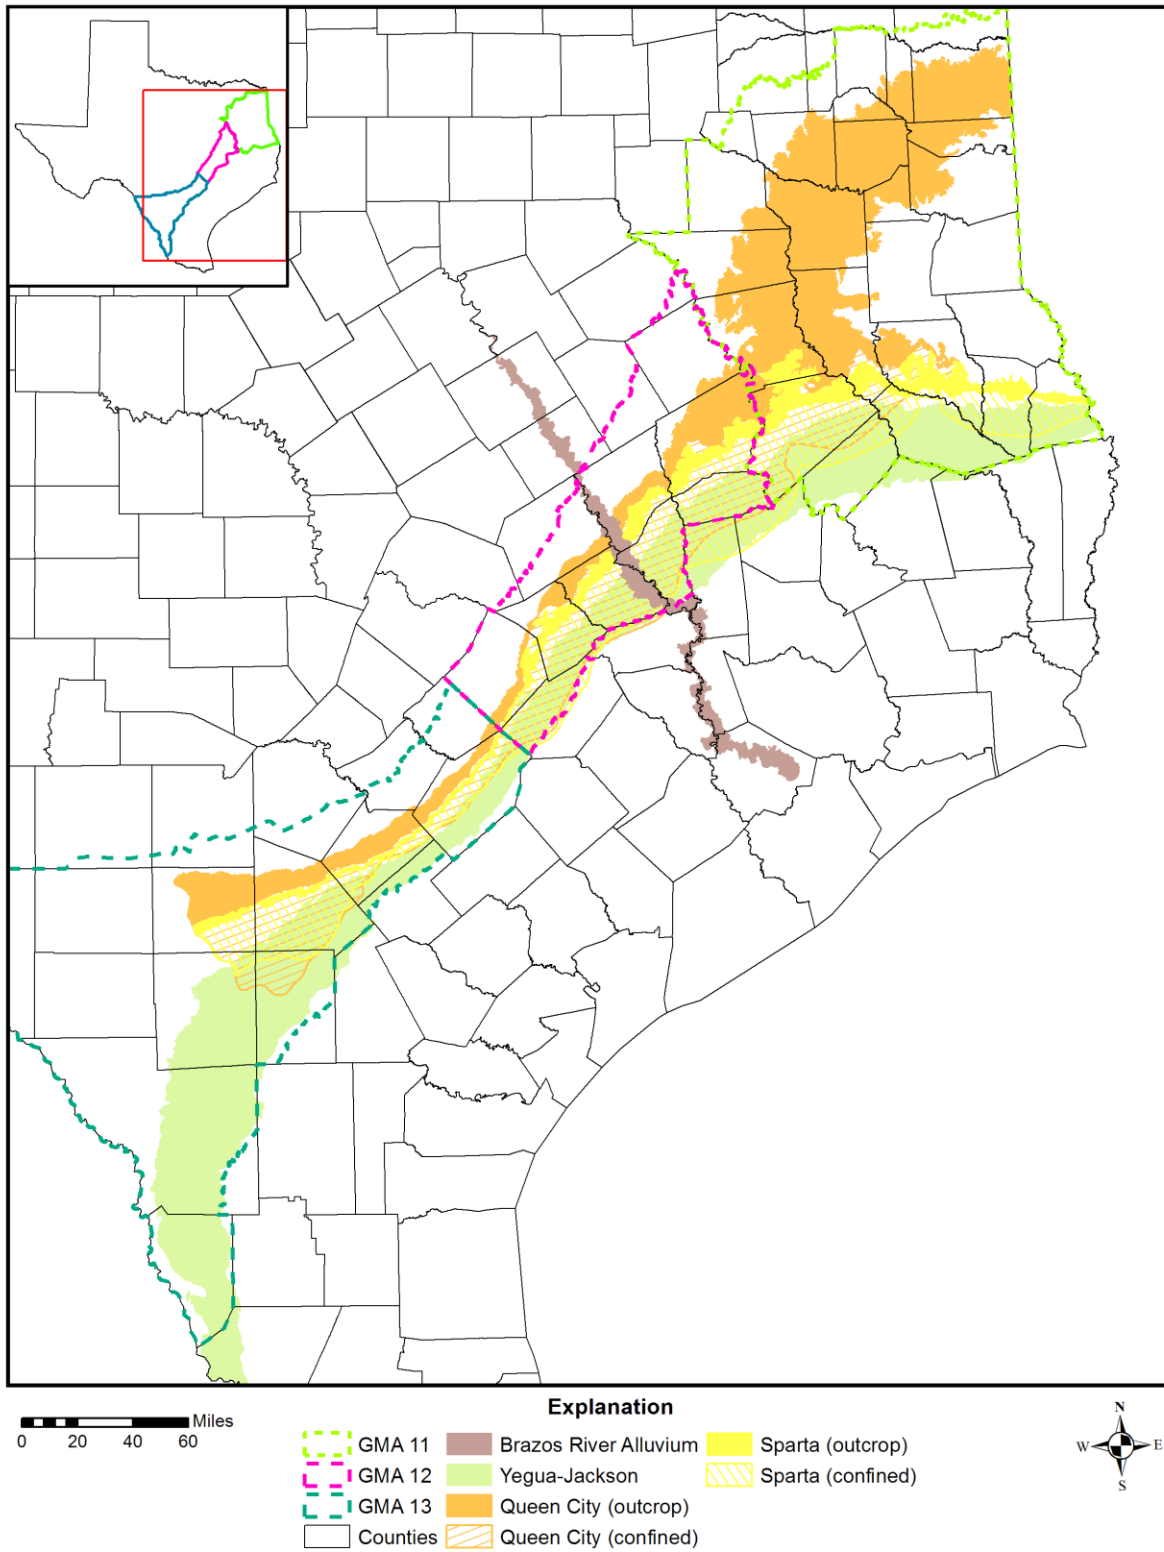 Explanation
Miles
0 20 40 60
GMA 11
GMA 12
GMA 13
Counties
Brazos River Alluvium
Yegua-Jackson
Queen City (outcrop)
Queen City (confined)
Sparta (outcrop)
Sparta (confined)
N
W E
S